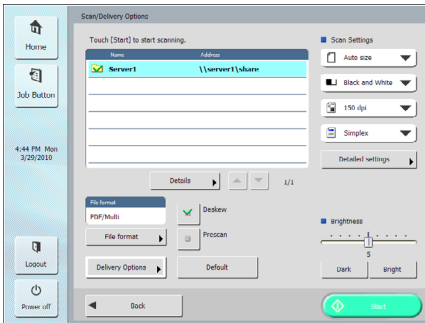 Scan/Delivery Options
Home
Job Button
4:44 PM Mon
3/29/2010
Logout
Power off
Touch [Start] to start scanning.
Name Address
Server1 \\server1\share
Details 1/1
File format
PDF/Multi
Deskew
File format
Prescan
Delivery Options
Default
Back
Scan Settings
Auto size
Black and White
150 dpi
Simplex
Detailed settings
Brightness
5
Dark Bright
Start